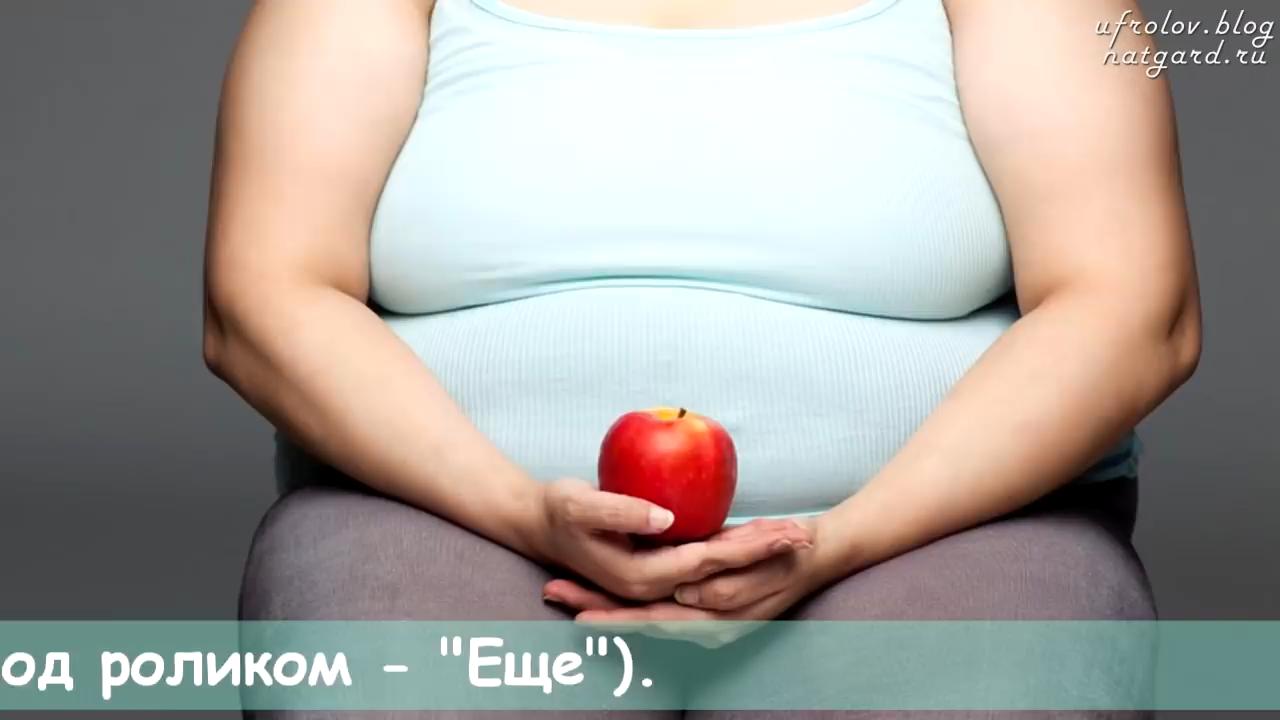 ufrolov.blog
natgard.ru
од роликом - "Еще").